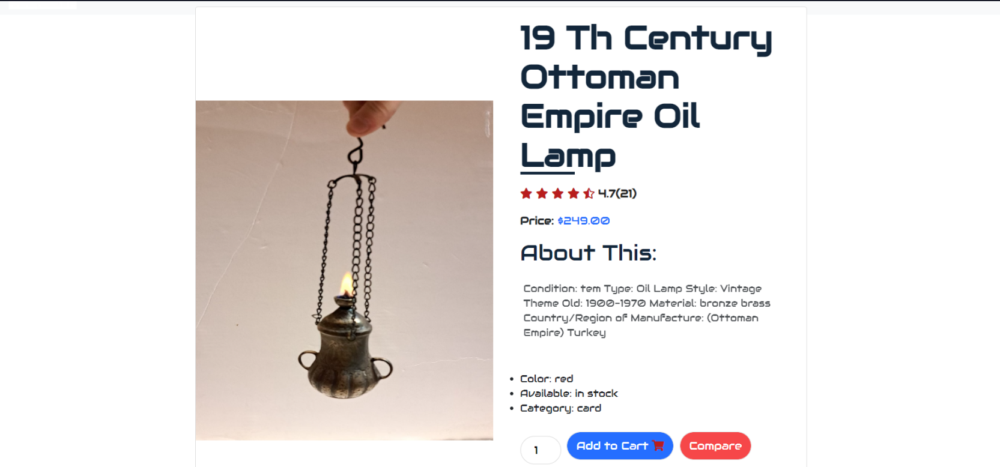 19 Th Century
Ottoman
Empire Oil
Lamp
4.7(21)
Price: $249.00
About This:
Condition: tem Type: Oil Lamp Style: Vintage
Theme Old: 1900-1970 Material: bronze brass
Country/Region of Manufacture: (Ottoman
Empire) Turkey
Color: red
Available: in stock
Category: card
1
Add to Cart
Compare